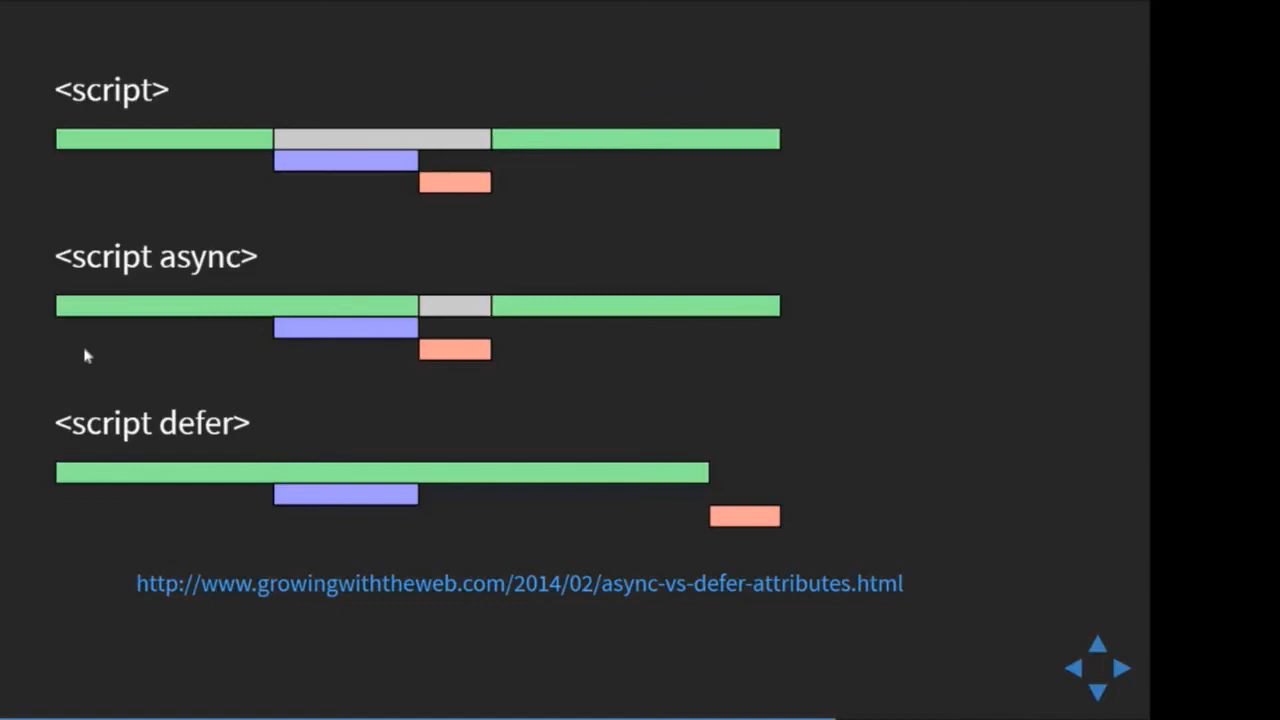 <script>
<script async>
<script defer>
http://www.growingwiththeweb.com/2014/02/async-vs-defer-attributes.html